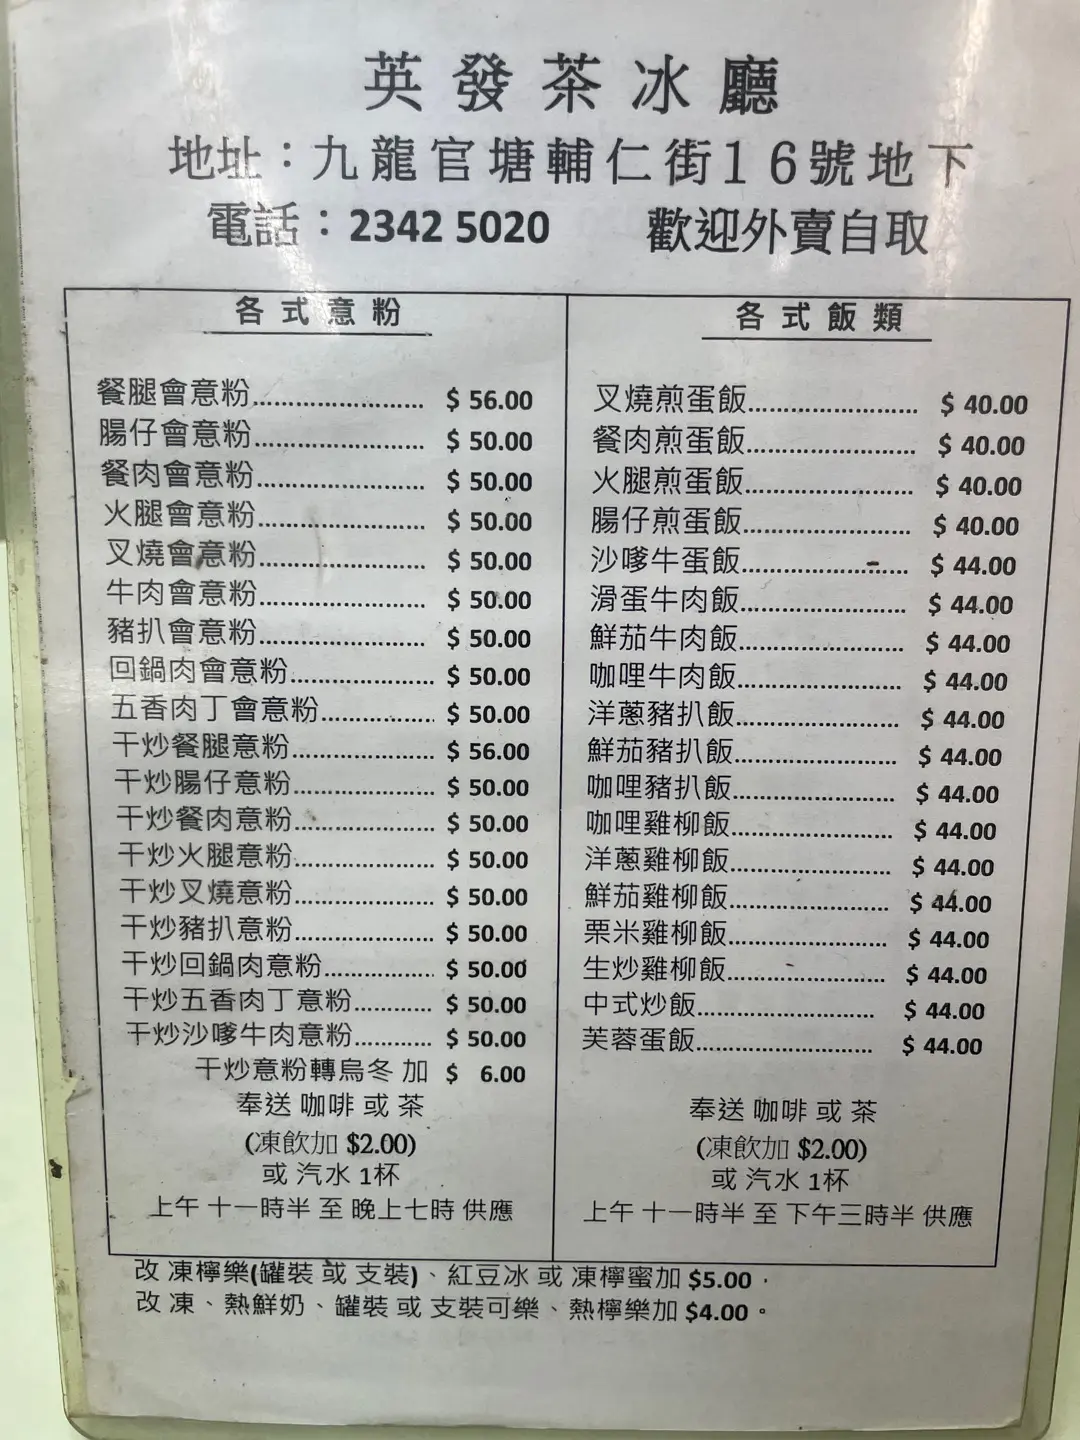 英發茶冰廳
地址：九龍官塘輔仁街16號地下
電話：2342 5020 歡迎外賣自取
各式意粉
餐腿會意粉.................... $ 56.00
腸仔會意粉.................... $ 50.00
餐肉會意粉.................... $ 50.00
火腿會意粉.................... $ 50.00
叉燒會意粉.................... $ 50.00
牛肉會意粉.................... $ 50.00
豬扒會意粉.................... $ 50.00
回鍋肉會意粉................. $ 50.00
五香肉丁會意粉............. $ 50.00
干炒餐腿意粉................. $ 56.00
干炒腸仔意粉................. $ 50.00
干炒餐肉意粉................. $ 50.00
干炒火腿意粉................. $ 50.00
干炒叉燒意粉................. $ 50.00
干炒豬扒意粉................. $ 50.00
干炒回鍋肉意粉............. $ 50.00
干炒五香肉丁意粉......... $ 50.00
干炒沙嗲牛肉意粉......... $ 50.00
干炒意粉轉烏冬 加 $ 6.00
奉送 咖啡 或 茶
(凍飲加 $2.00)
或 汽水 1杯
上午 十一時半 至 晚上七時 供應
各式飯類
叉燒煎蛋飯.................... $ 40.00
餐肉煎蛋飯.................... $ 40.00
火腿煎蛋飯.................... $ 40.00
腸仔煎蛋飯.................... $ 40.00
沙嗲牛蛋飯.................... $ 44.00
滑蛋牛肉飯.................... $ 44.00
鮮茄牛肉飯.................... $ 44.00
咖哩牛肉飯.................... $ 44.00
洋蔥豬扒飯.................... $ 44.00
鮮茄豬扒飯.................... $ 44.00
咖哩豬扒飯.................... $ 44.00
咖哩雞柳飯.................... $ 44.00
洋蔥雞柳飯.................... $ 44.00
鮮茄雞柳飯.................... $ 44.00
栗米雞柳飯.................... $ 44.00
生炒雞柳飯.................... $ 44.00
中式炒飯........................ $ 44.00
芙蓉蛋飯........................ $ 44.00
奉送 咖啡 或 茶
(凍飲加 $2.00)
或 汽水 1杯
上午 十一時半 至 下午三時半 供應
改 凍檸樂(罐裝 或 支裝)、紅豆冰 或 凍檸蜜加 $5.00，
改 凍、熱鮮奶、罐裝 或 支裝可樂、熱檸樂加 $4.00。